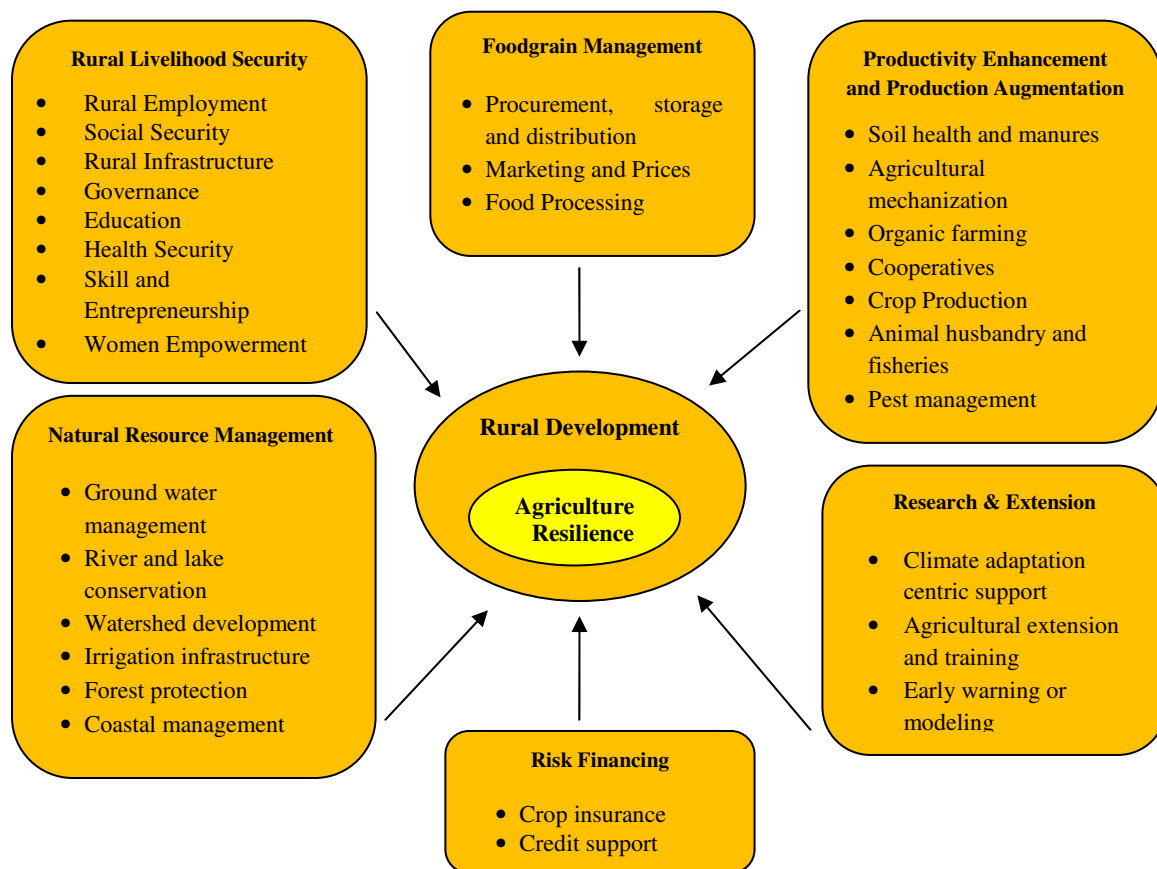 Rural Livelihood Security
• Rural Employment
• Social Security
• Rural Infrastructure
• Governance
• Education
• Health Security
• Skill and
Entrepreneurship
• Women Empowerment
Foodgrain Management
• Procurement, storage
and distribution
• Marketing and Prices
• Food Processing
Productivity Enhancement
and Production Augmentation
• Soil health and manures
• Agricultural
mechanization
• Organic farming
• Cooperatives
• Crop Production
• Animal husbandry and
fisheries
• Pest management
Rural Development
Agriculture
Resilience
Natural Resource Management
• Ground water
management
• River and lake
conservation
• Watershed development
• Irrigation infrastructure
• Forest protection
• Coastal management
Research & Extension
• Climate adaptation
centric support
• Agricultural extension
and training
• Early warning or
modeling
Risk Financing
• Crop insurance
• Credit support